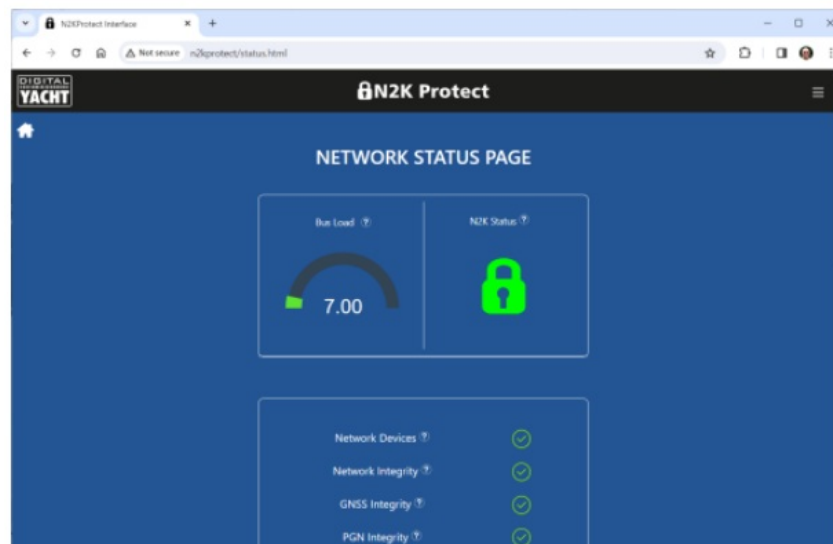 N2KProtect Interface
Not secure n2kprotect/status.html
DIGITAL
YACHT
N2K Protect
NETWORK STATUS PAGE
Bus Load ?
N2K Status ?
7.00
Network Devices ?
Network Integrity ?
GNSS Integrity ?
PGN Integrity ?